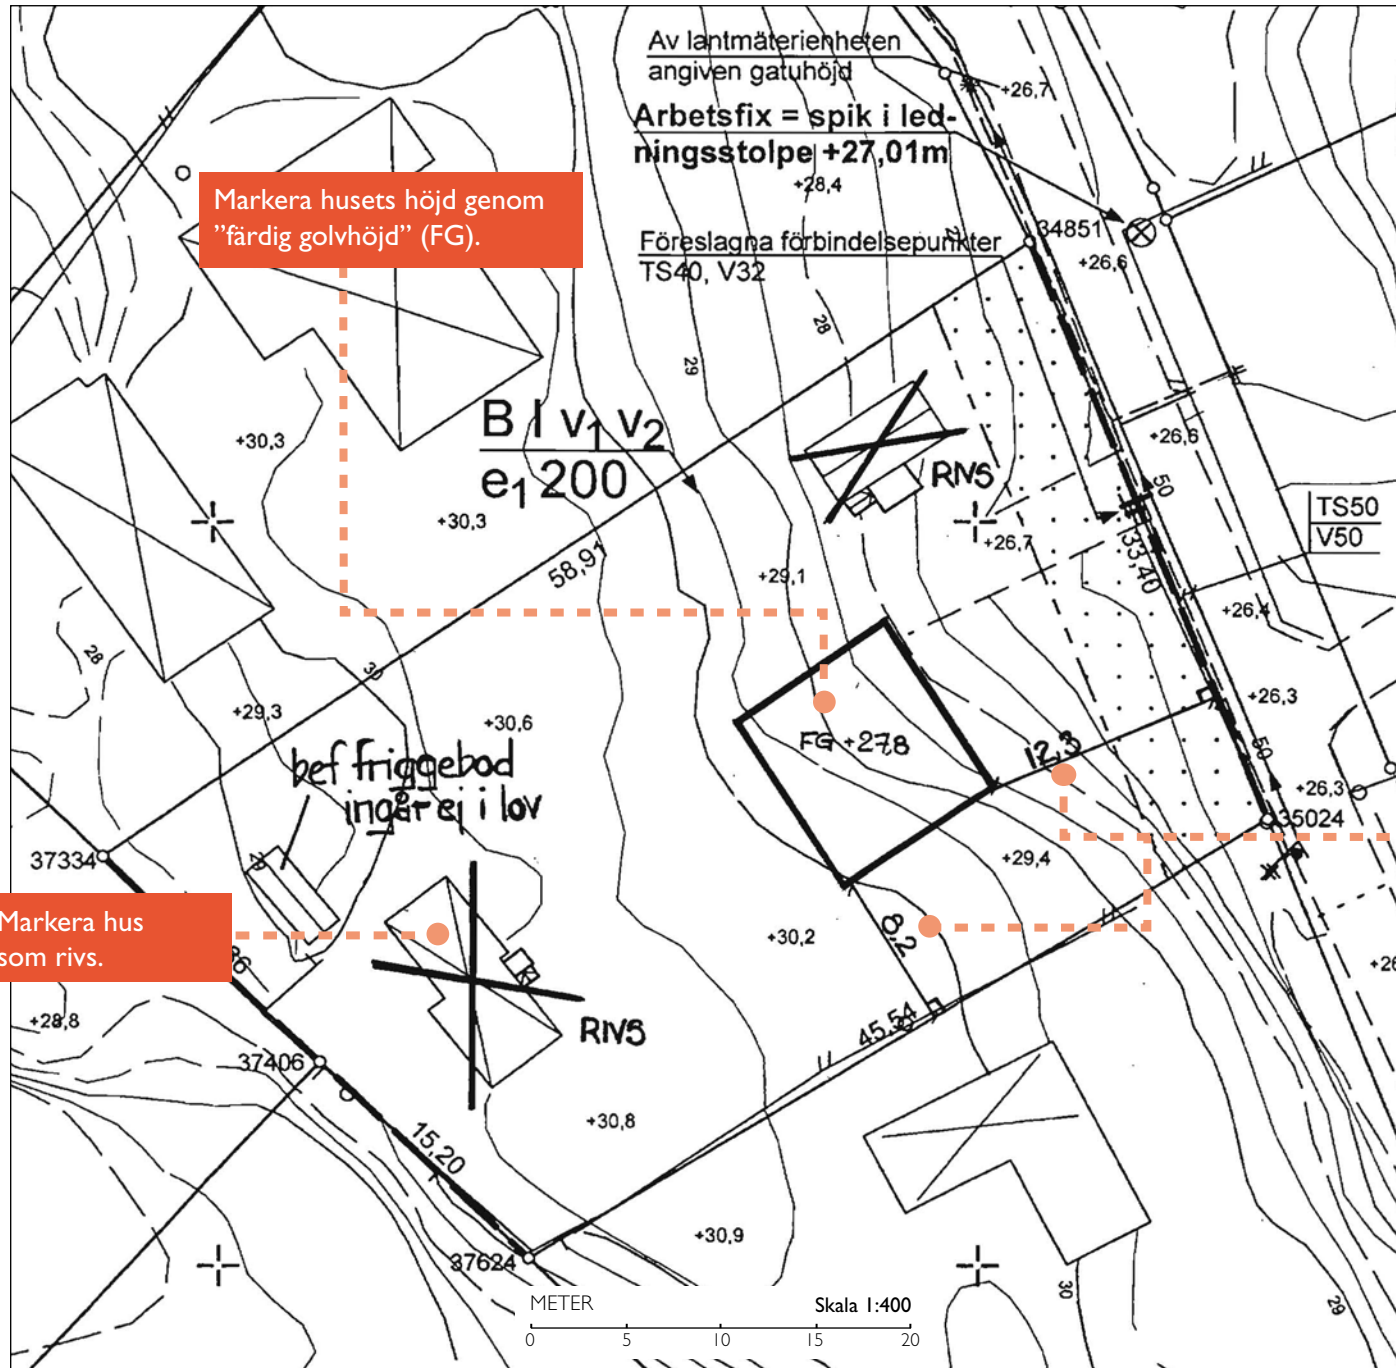 Av lantmäterienheten
angiven gatuhöjd
+26,7
Arbetsfix = spik i led-
ningsstolpe +27,01m
+28,4
Markera husets höjd genom
”färdig golvhöjd” (FG).
Föreslagna förbindelsepunkter
TS40, V32
34851
+26,6
28
29
B I v1 v2
e1 200
+30,3
+30,3
RIVS
+26,6
50
TS50
V50
+26,7
33,40
58,91
+29,1
+26,4
28
30
+29,3
+30,6
+26,3
FG +27,8
12,3
50
bef friggebod
ingår ej i lov
+26,3
35024
37334
29
+29,4
Markera hus
som rivs.
8,2
+30,2
36
+28,8
RIVS
45,54
37406
+30,8
15,20
+30,9
37624
30
29
METER
Skala 1:400
0 5 10 15 20